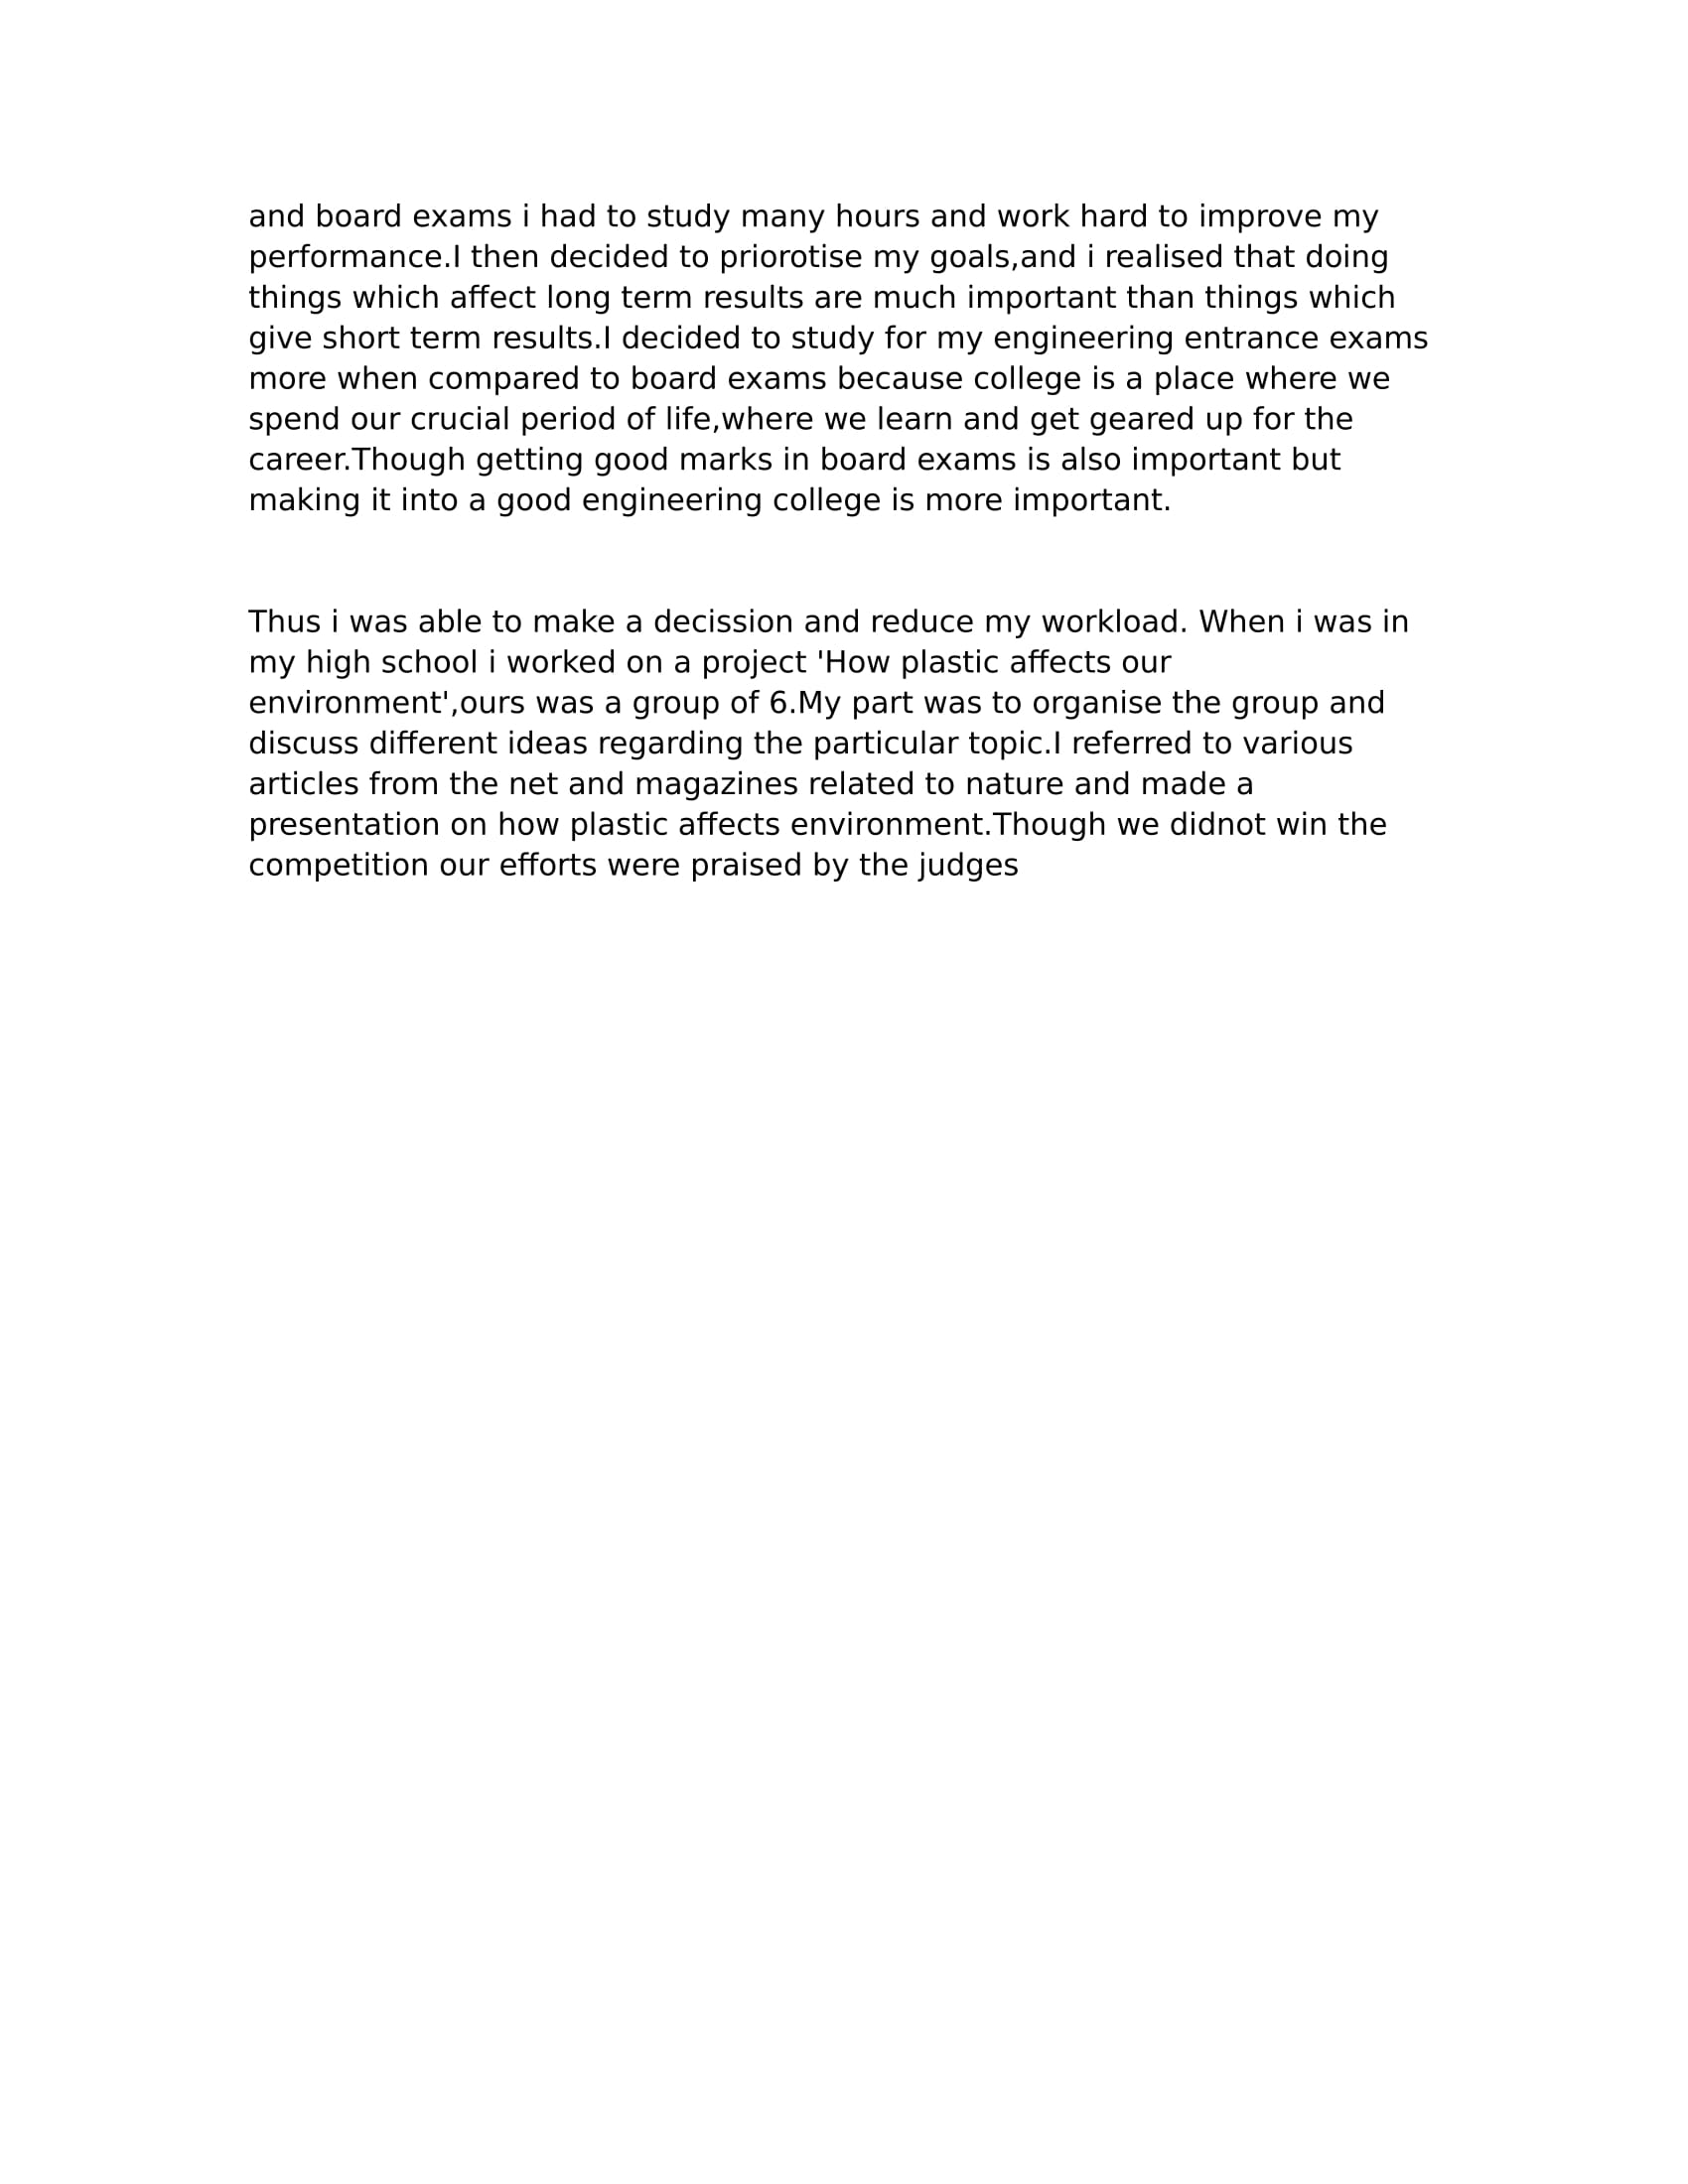 and board exams i had to study many hours and work hard to improve my
performance.I then decided to priorotise my goals,and i realised that doing
things which affect long term results are much important than things which
give short term results.I decided to study for my engineering entrance exams
more when compared to board exams because college is a place where we
spend our crucial period of life,where we learn and get geared up for the
career.Though getting good marks in board exams is also important but
making it into a good engineering college is more important.
Thus i was able to make a decission and reduce my workload. When i was in
my high school i worked on a project 'How plastic affects our
environment',ours was a group of 6.My part was to organise the group and
discuss different ideas regarding the particular topic.I referred to various
articles from the net and magazines related to nature and made a
presentation on how plastic affects environment.Though we didnot win the
competition our efforts were praised by the judges